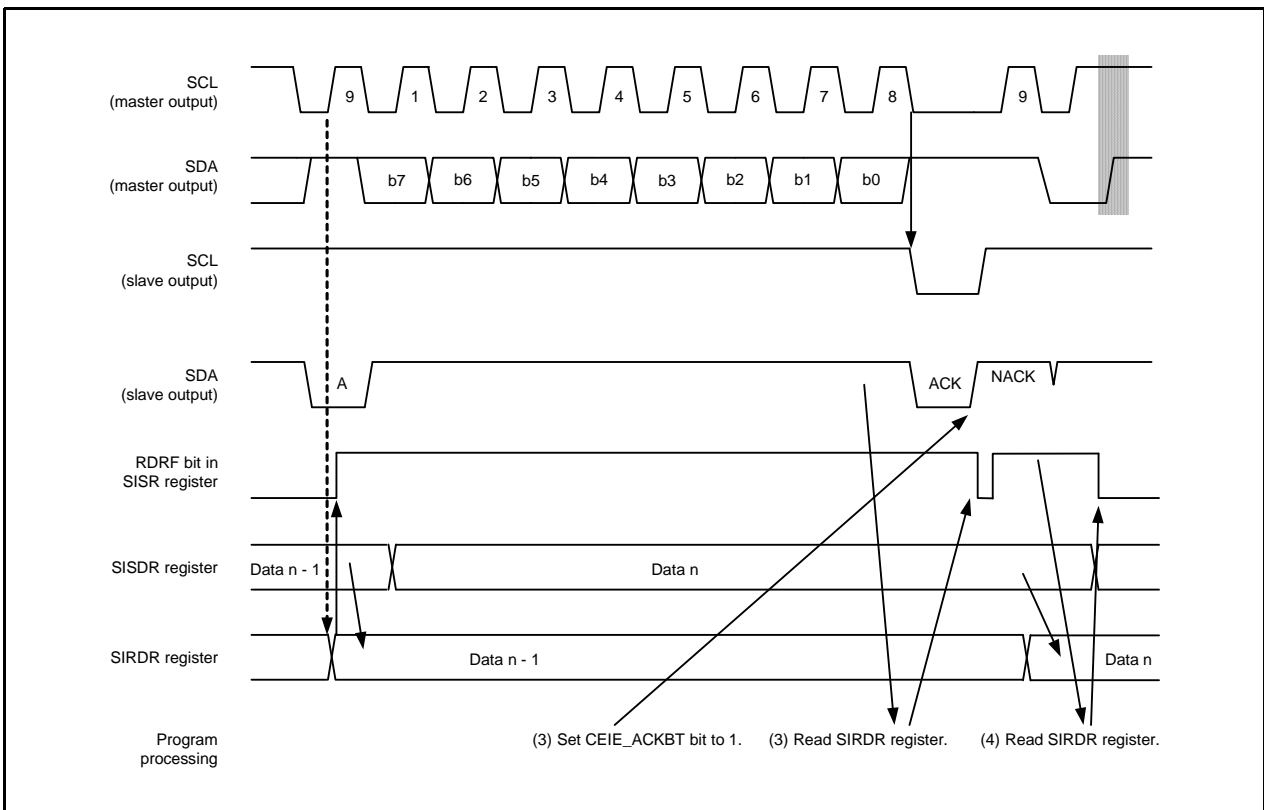 SCL
(master output)
9 1 2 3 4 5 6 7 8 9
SDA
(master output)
b7 b6 b5 b4 b3 b2 b1 b0
SCL
(slave output)
SDA
(slave output)
A ACK NACK
RDRF bit in
SISR register
SISDR register
Data n - 1 Data n
SIRDR register
Data n - 1 Data n
Program
processing
(3) Set CEIE_ACKBT bit to 1. (3) Read SIRDR register. (4) Read SIRDR register.